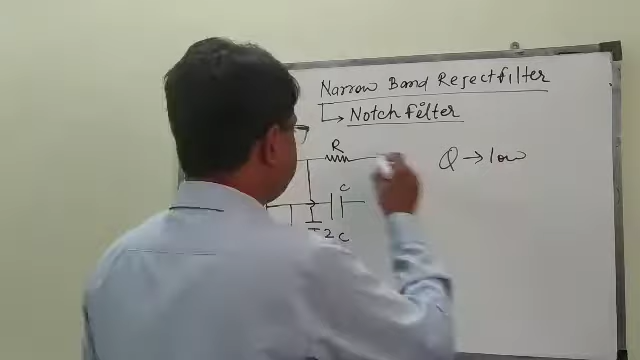 Narrow Band Reject filter
Notch filter
R
Q → low
C
2C